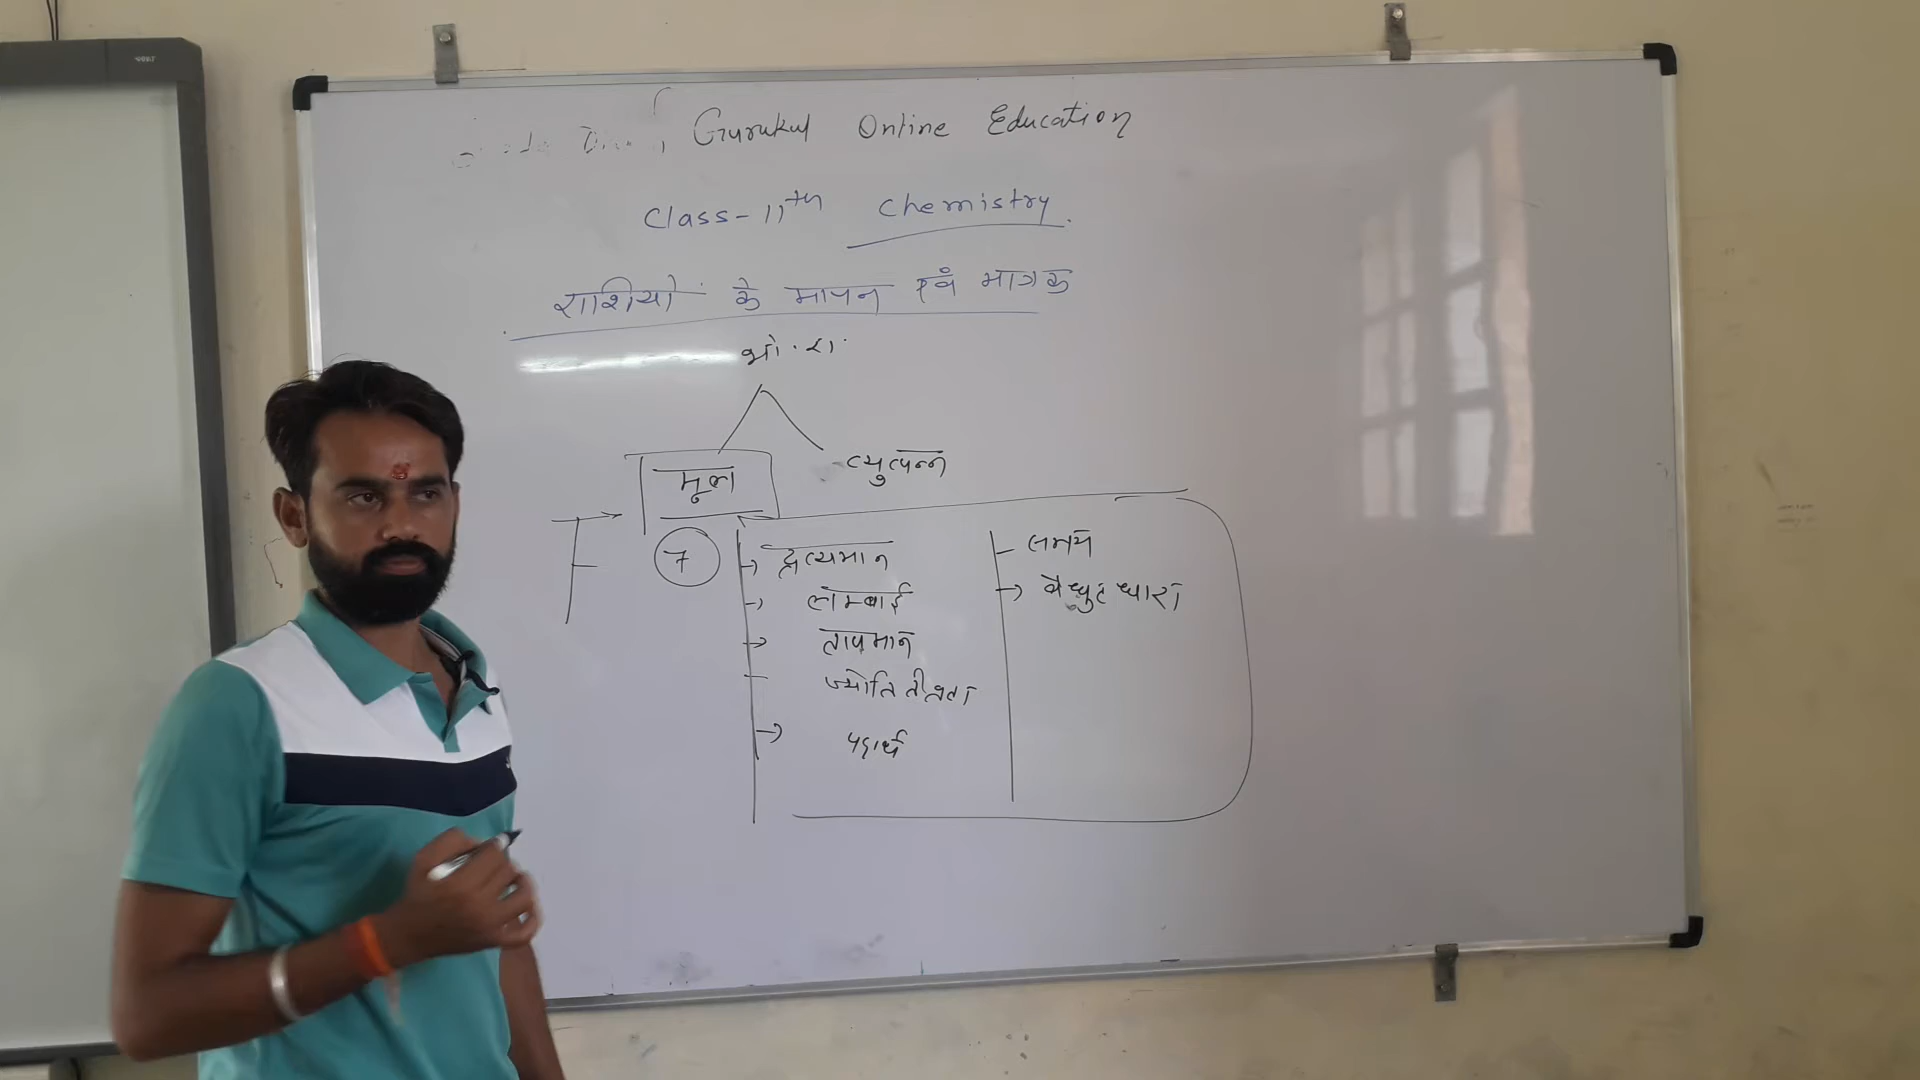 Gurukul Online Education
Class-11th Chemistry
राशियों के मापन एवं मात्रक
भौ. रा.
मूल
व्युत्पन्न
7
द्रव्यमान
लम्बाई
तापमान
ज्योति तीव्रता
पदार्थ
समय
वैधुत धारा